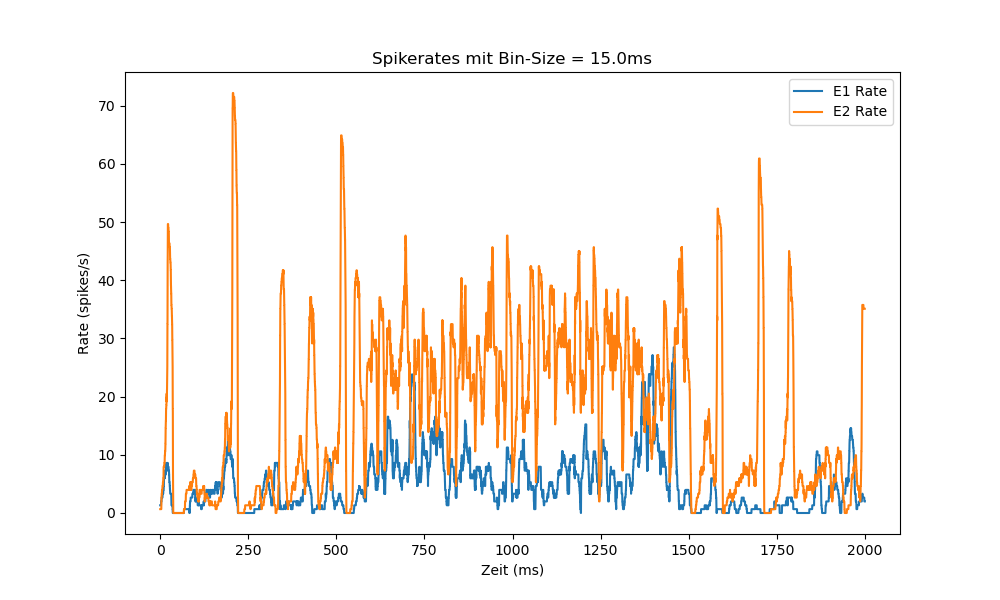 Spikerates mit Bin-Size = 15.0ms
E1 Rate
E2 Rate
Rate (spikes/s)
70
60
50
40
30
20
10
0
0 250 500 750 1000 1250 1500 1750 2000
Zeit (ms)